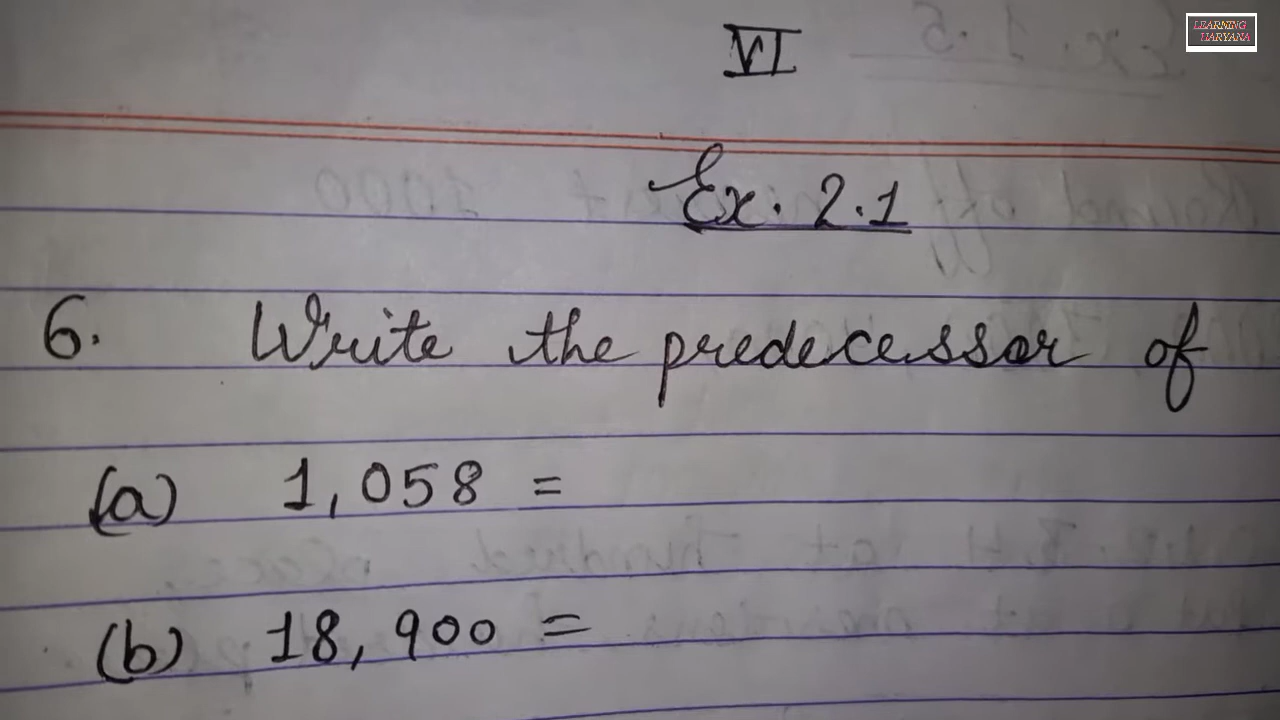 LEARNING
HARYANA
VI
Ex. 2.1
6. Write the predecessor of
(a) 1,058 =
(b) 18,900 =